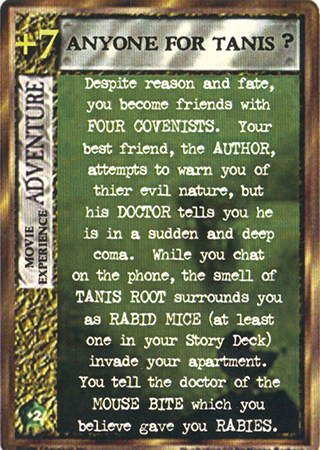 +7 ANYONE FOR TANIS ?
MOVIE
EXPERIENCE ADVENTURE
Despite reason and fate,
you become friends with
FOUR COVENISTS. Your
best friend, the AUTHOR,
attempts to warn you of
thier evil nature, but
his DOCTOR tells you he
is in a sudden and deep
coma. While you chat
on the phone, the smell of
TANIS ROOT surrounds you
as RABID MICE (at least
one in your Story Deck)
invade your apartment.
You tell the doctor of the
MOUSE BITE which you
believe gave you RABIES.
+2